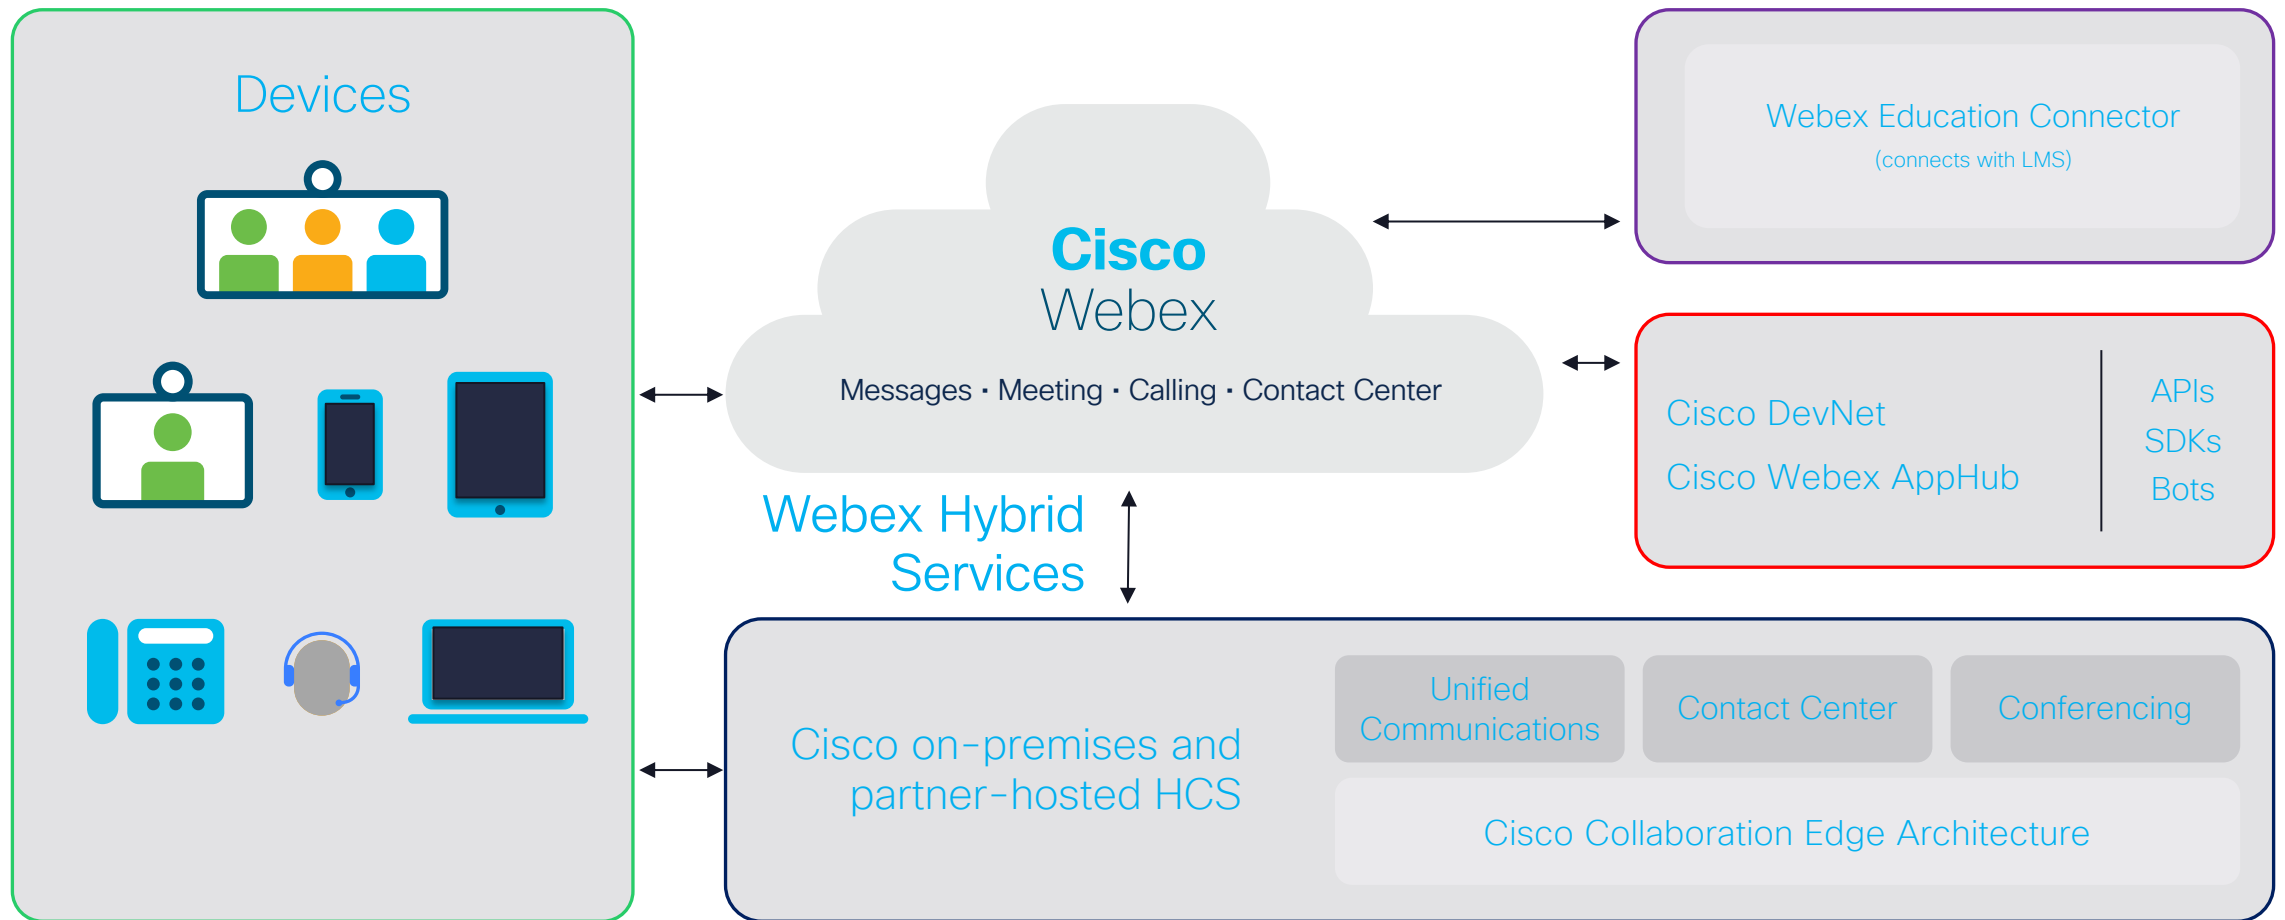 Devices
Cisco
Webex
Messages · Meeting · Calling · Contact Center
Webex Education Connector
(connects with LMS)
Cisco DevNet
Cisco Webex AppHub
APIs
SDKs
Bots
Webex Hybrid
Services
Cisco on-premises and
partner-hosted HCS
Unified
Communications
Contact Center
Conferencing
Cisco Collaboration Edge Architecture